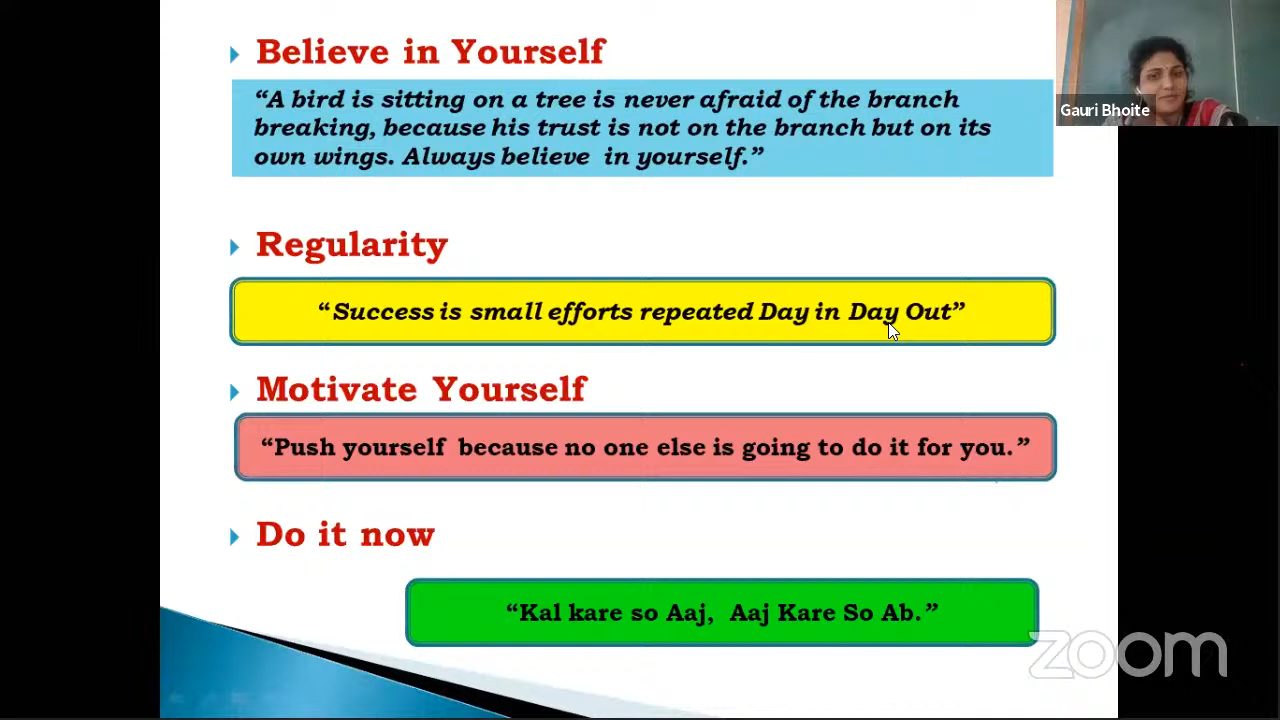 Believe in Yourself
“A bird is sitting on a tree is never afraid of the branch
breaking, because his trust is not on the branch but on its
own wings. Always believe in yourself.”
Gauri Bhoite
Regularity
“Success is small efforts repeated Day in Day Out”
Motivate Yourself
“Push yourself because no one else is going to do it for you.”
Do it now
“Kal kare so Aaj, Aaj Kare So Ab.”
zoom